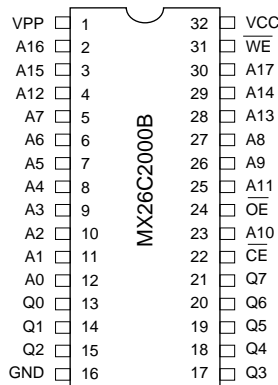 VPP 1 32 VCC
A16 2 31 W̅E̅
A15 3 30 A17
A12 4 29 A14
A7 5 28 A13
A6 6 27 A8
A5 7 26 A9
A4 8 25 A11
A3 9 24 O̅E̅
A2 10 23 A10
A1 11 22 C̅E̅
A0 12 21 Q7
Q0 13 20 Q6
Q1 14 19 Q5
Q2 15 18 Q4
GND 16 17 Q3
MX26C2000B